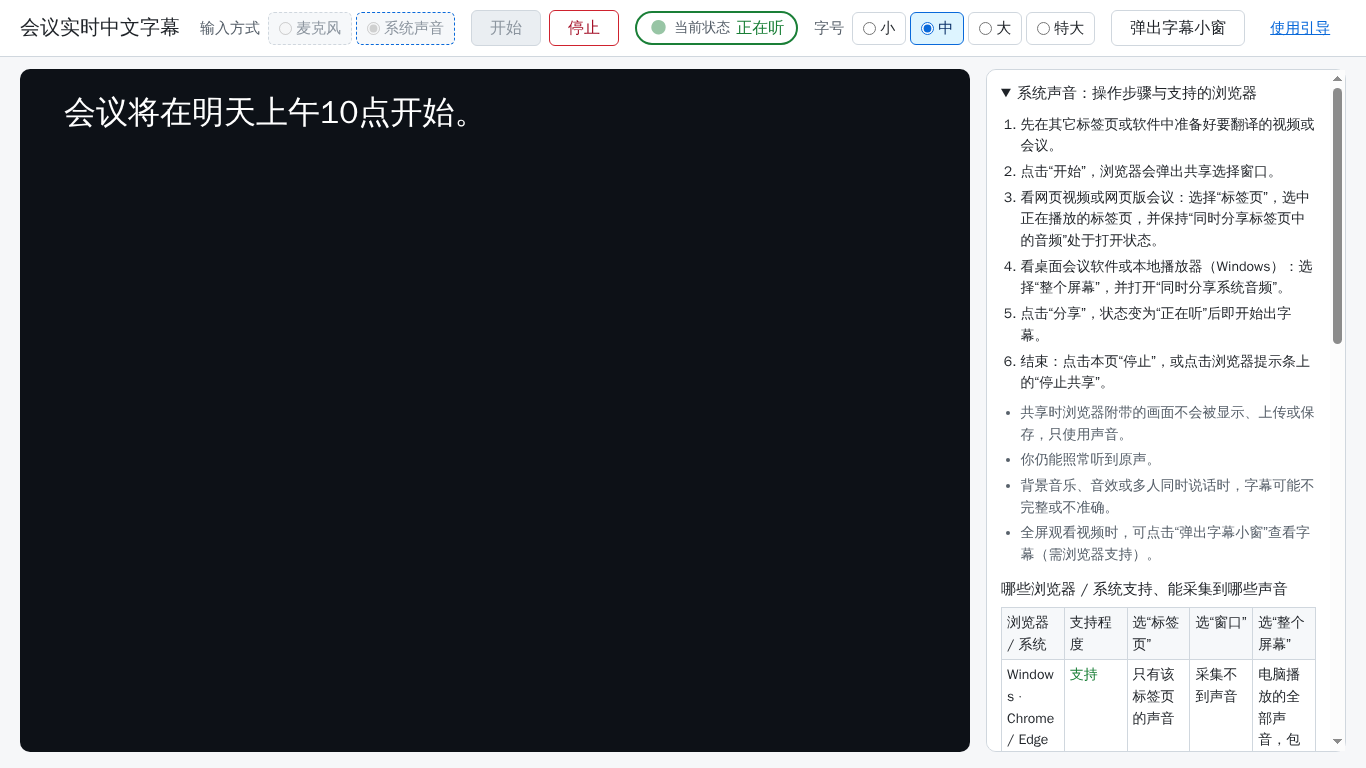 会议实时中文字幕 输入方式 麦克风 系统声音 开始 停止 当前状态 正在听 字号 小 中 大 特大 弹出字幕小窗 使用引导
会议将在明天上午10点开始。
▼ 系统声音：操作步骤与支持的浏览器
1. 先在其它标签页或软件中准备好要翻译的视频或
会议。
2. 点击“开始”，浏览器会弹出共享选择窗口。
3. 看网页视频或网页版会议：选择“标签页”，选中
正在播放的标签页，并保持“同时分享标签页中
的音频”处于打开状态。
4. 看桌面会议软件或本地播放器（Windows）：选
择“整个屏幕”，并打开“同时分享系统音频”。
5. 点击“分享”，状态变为“正在听”后即开始出字
幕。
6. 结束：点击本页“停止”，或点击浏览器提示条上
的“停止共享”。
• 共享时浏览器附带的画面不会被显示、上传或保
存，只使用声音。
• 你仍能照常听到原声。
• 背景音乐、音效或多人同时说话时，字幕可能不
完整或不准确。
• 全屏观看视频时，可点击“弹出字幕小窗”查看字
幕（需浏览器支持）。
哪些浏览器 / 系统支持、能采集到哪些声音
浏览器 支持程 选“标签 选“窗口” 选“整个
/ 系统 度 页” 屏幕”
Window 支持 只有该 采集不 电脑播
s · 标签页 到声音 放的全
Chrome 的声音 部声
/ Edge 音，包